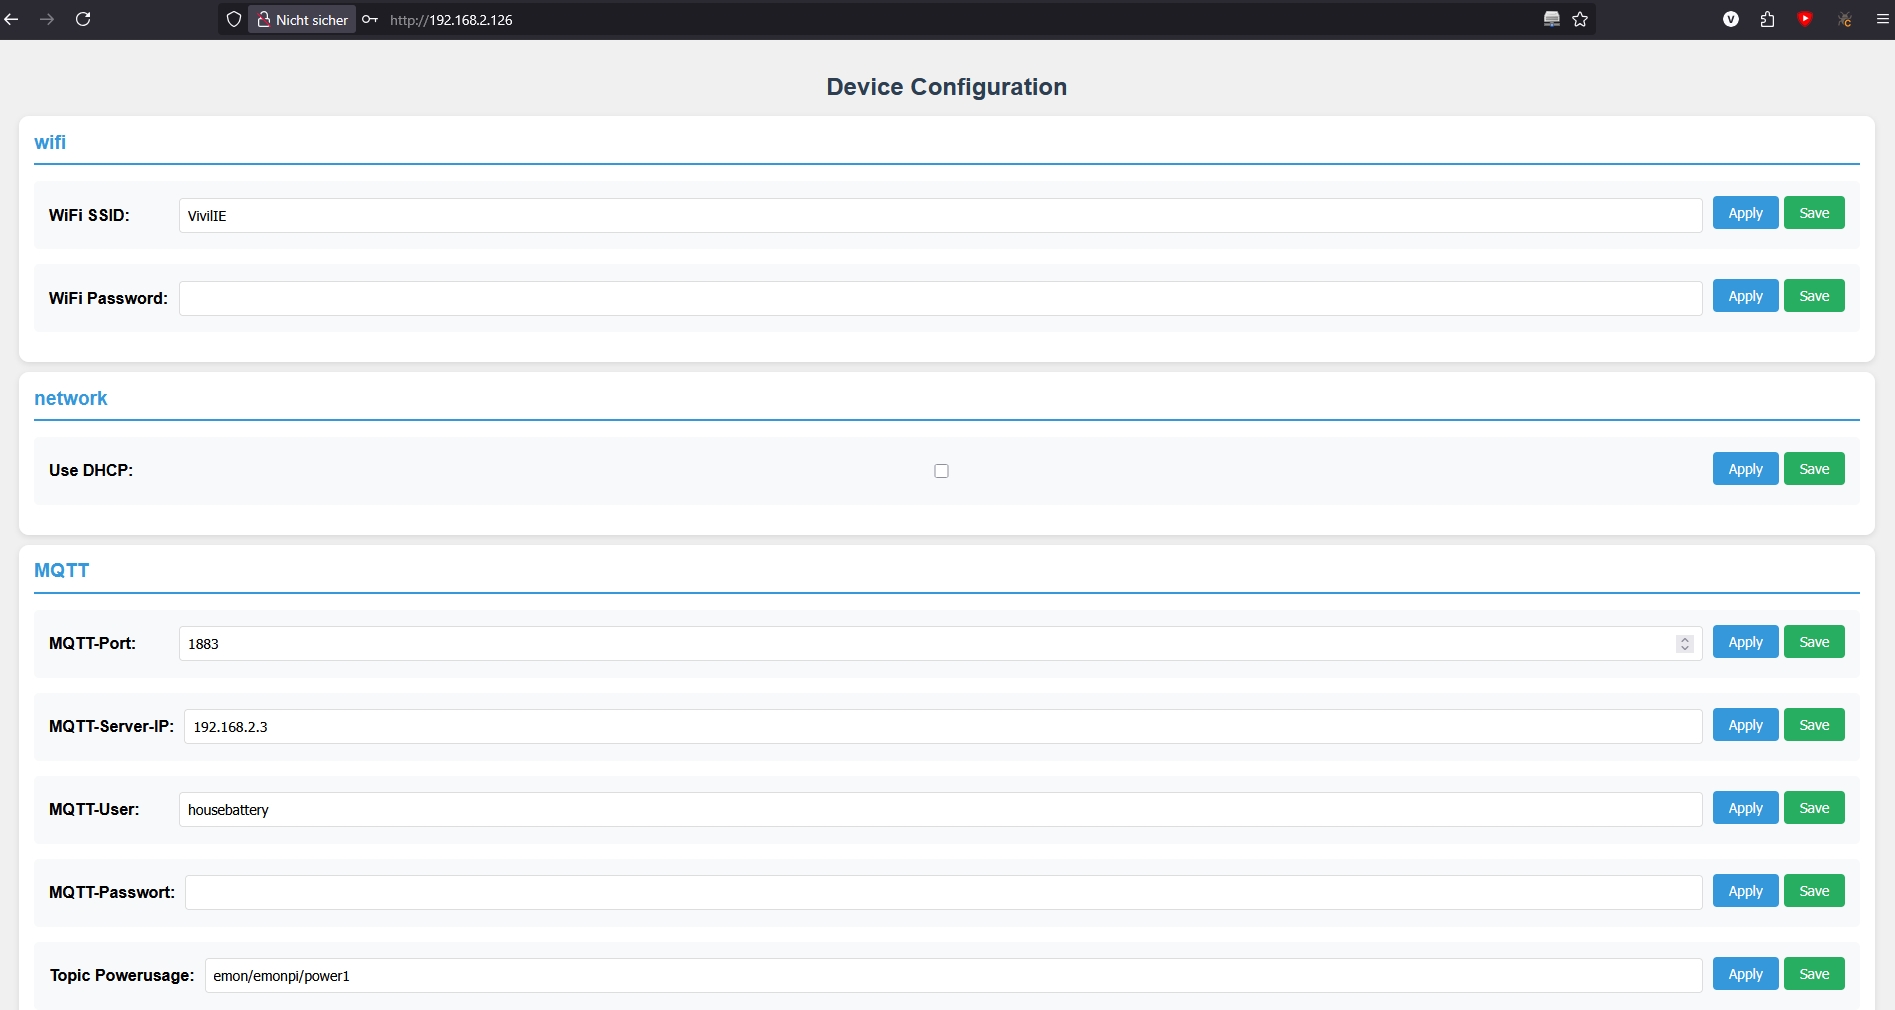 Nicht sicher http://192.168.2.126
Device Configuration
wifi
WiFi SSID: VivilIE Apply Save
WiFi Password: Apply Save
network
Use DHCP: Apply Save
MQTT
MQTT-Port: 1883 Apply Save
MQTT-Server-IP: 192.168.2.3 Apply Save
MQTT-User: housebattery Apply Save
MQTT-Passwort: Apply Save
Topic Powerusage: emon/emonpi/power1 Apply Save